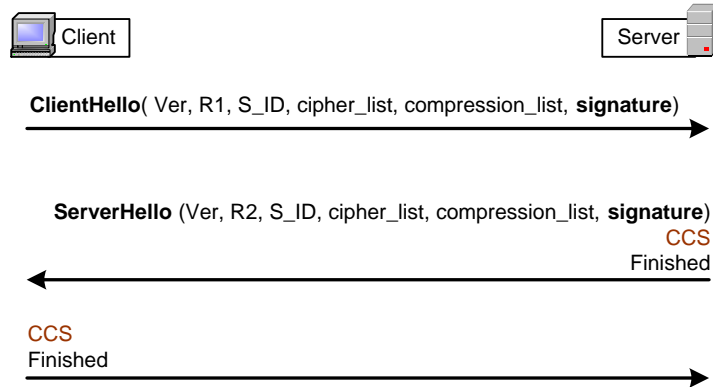 Client
Server
ClientHello( Ver, R1, S_ID, cipher_list, compression_list, signature)
ServerHello (Ver, R2, S_ID, cipher_list, compression_list, signature)
CCS
Finished
CCS
Finished